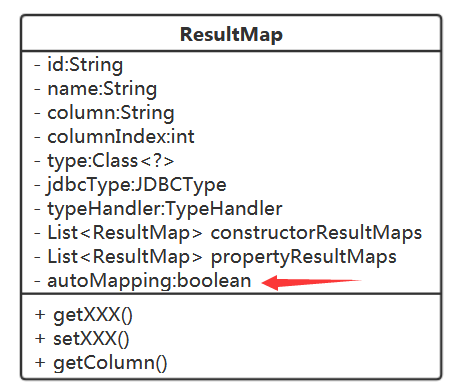 ResultMap
- id:String
- name:String
- column:String
- columnIndex:int
- type:Class<?>
- jdbcType:JDBCType
- typeHandler:TypeHandler
- List<ResultMap> constructorResultMaps
- List<ResultMap> propertyResultMaps
- autoMapping:boolean
+ getXXX()
+ setXXX()
+ getColumn()